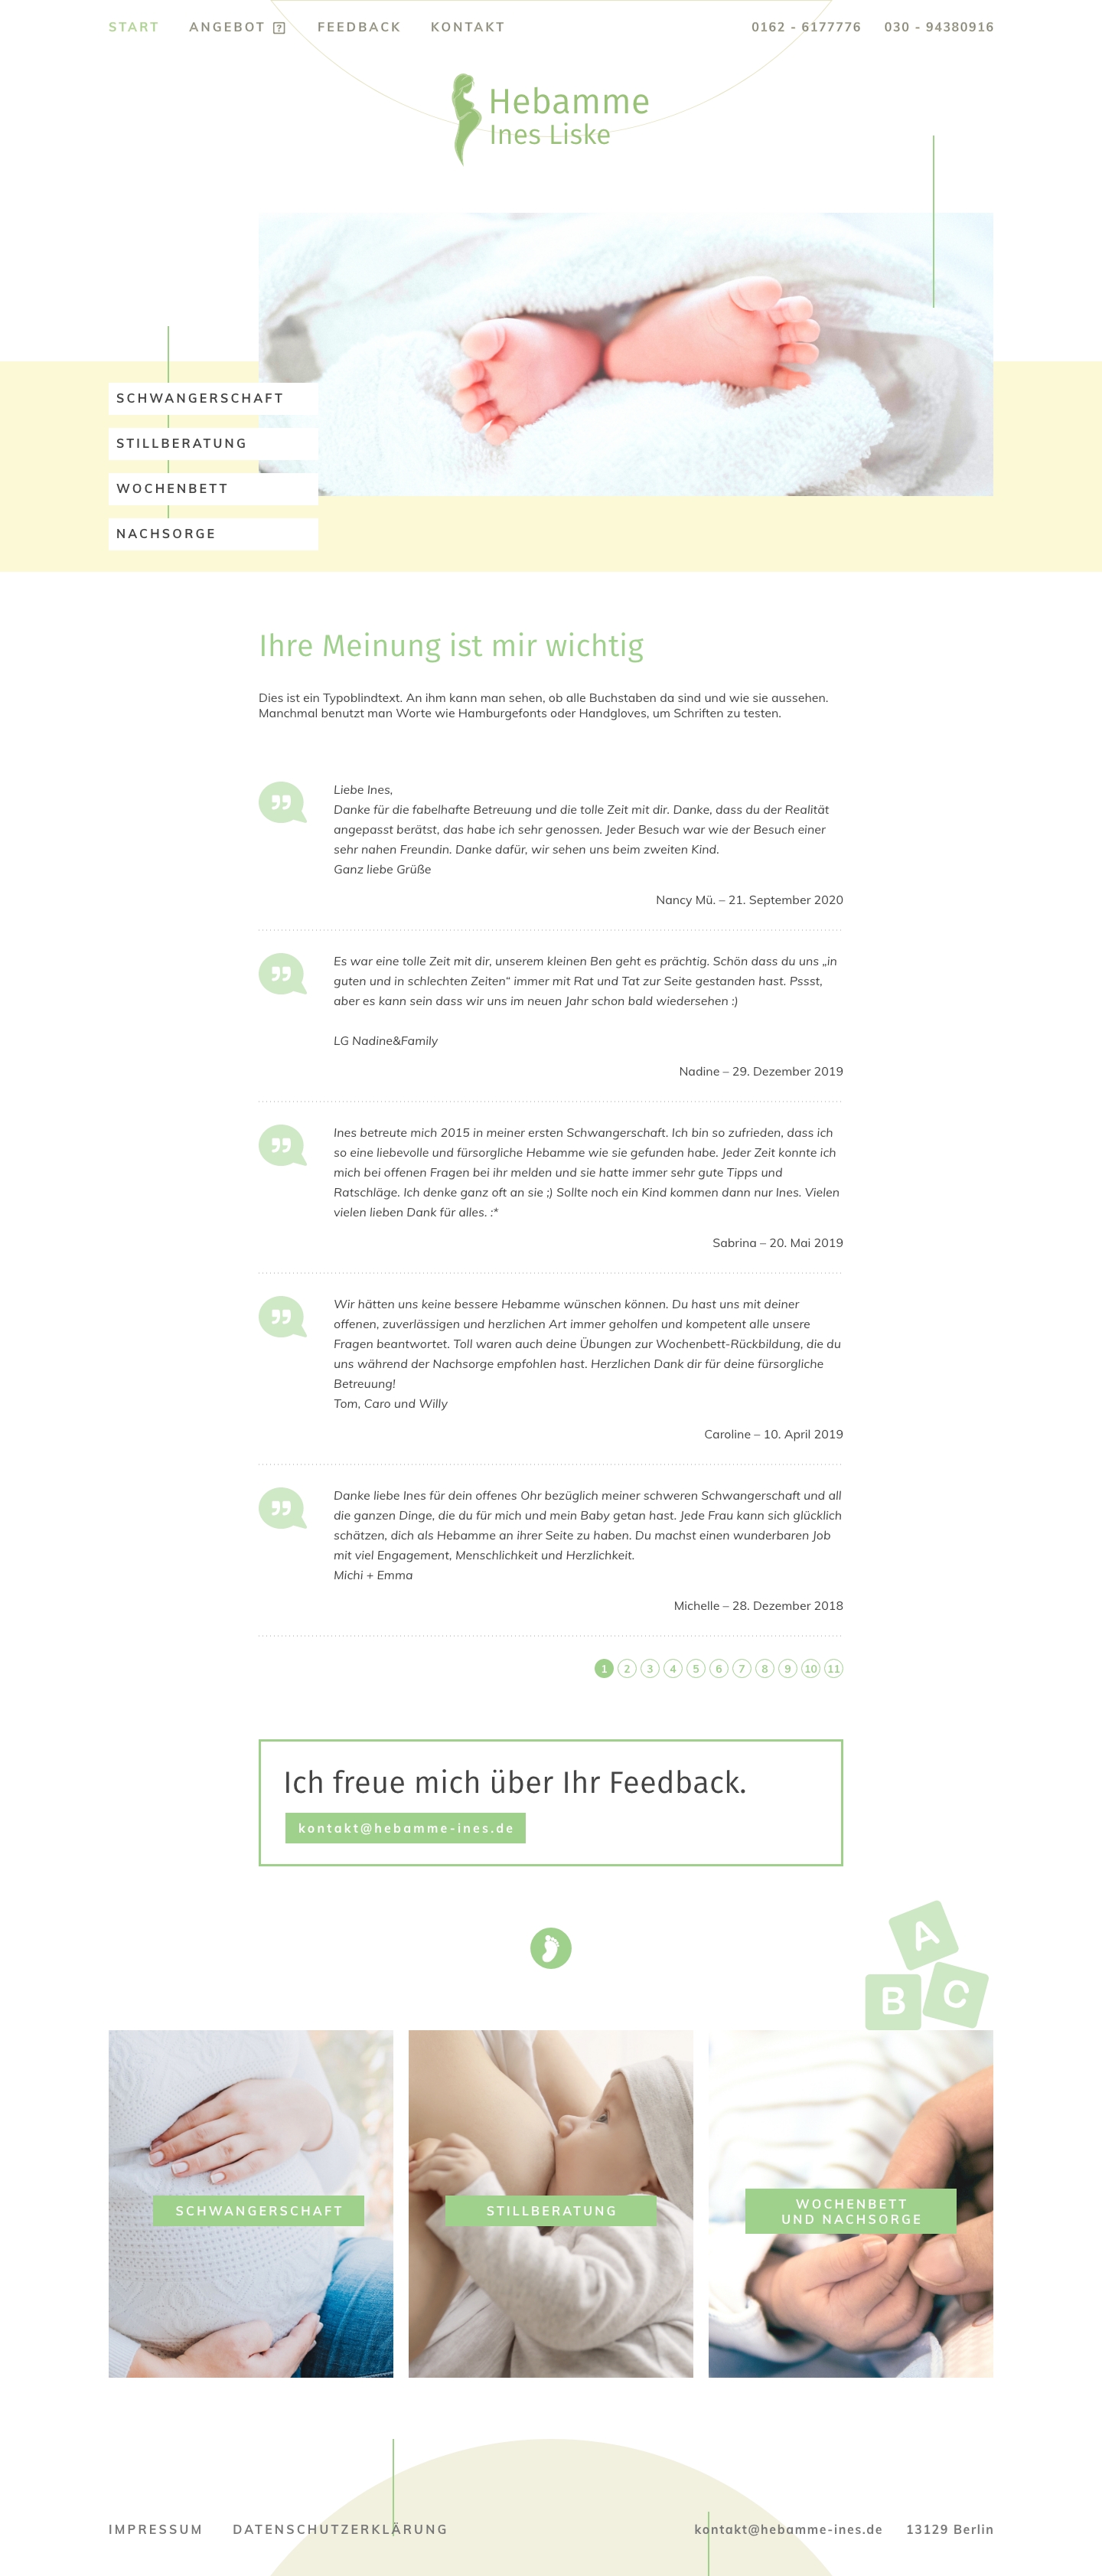 START ANGEBOT FEEDBACK KONTAKT 0162 - 6177776 030 - 94380916
Hebamme
Ines Liske
SCHWANGERSCHAFT
STILLBERATUNG
WOCHENBETT
NACHSORGE
Ihre Meinung ist mir wichtig
Dies ist ein Typoblindtext. An ihm kann man sehen, ob alle Buchstaben da sind und wie sie aussehen.
Manchmal benutzt man Worte wie Hamburgefonts oder Handgloves, um Schriften zu testen.
Liebe Ines,
Danke für die fabelhafte Betreuung und die tolle Zeit mit dir. Danke, dass du der Realität
angepasst berätst, das habe ich sehr genossen. Jeder Besuch war wie der Besuch einer
sehr nahen Freundin. Danke dafür, wir sehen uns beim zweiten Kind.
Ganz liebe Grüße
Nancy Mü. – 21. September 2020
Es war eine tolle Zeit mit dir, unserem kleinen Ben geht es prächtig. Schön dass du uns „in
guten und in schlechten Zeiten“ immer mit Rat und Tat zur Seite gestanden hast. Pssst,
aber es kann sein dass wir uns im neuen Jahr schon bald wiedersehen :)
LG Nadine&Family
Nadine – 29. Dezember 2019
Ines betreute mich 2015 in meiner ersten Schwangerschaft. Ich bin so zufrieden, dass ich
so eine liebevolle und fürsorgliche Hebamme wie sie gefunden habe. Jeder Zeit konnte ich
mich bei offenen Fragen bei ihr melden und sie hatte immer sehr gute Tipps und
Ratschläge. Ich denke ganz oft an sie ;) Sollte noch ein Kind kommen dann nur Ines. Vielen
vielen lieben Dank für alles. :*
Sabrina – 20. Mai 2019
Wir hätten uns keine bessere Hebamme wünschen können. Du hast uns mit deiner
offenen, zuverlässigen und herzlichen Art immer geholfen und kompetent alle unsere
Fragen beantwortet. Toll waren auch deine Übungen zur Wochenbett-Rückbildung, die du
uns während der Nachsorge empfohlen hast. Herzlichen Dank dir für deine fürsorgliche
Betreuung!
Tom, Caro und Willy
Caroline – 10. April 2019
Danke liebe Ines für dein offenes Ohr bezüglich meiner schweren Schwangerschaft und all
die ganzen Dinge, die du für mich und mein Baby getan hast. Jede Frau kann sich glücklich
schätzen, dich als Hebamme an ihrer Seite zu haben. Du machst einen wunderbaren Job
mit viel Engagement, Menschlichkeit und Herzlichkeit.
Michi + Emma
Michelle – 28. Dezember 2018
1 2 3 4 5 6 7 8 9 10 11
Ich freue mich über Ihr Feedback.
kontakt@hebamme-ines.de
A
B C
SCHWANGERSCHAFT
STILLBERATUNG
WOCHENBETT
UND NACHSORGE
IMPRESSUM DATENSCHUTZERKLÄRUNG kontakt@hebamme-ines.de 13129 Berlin